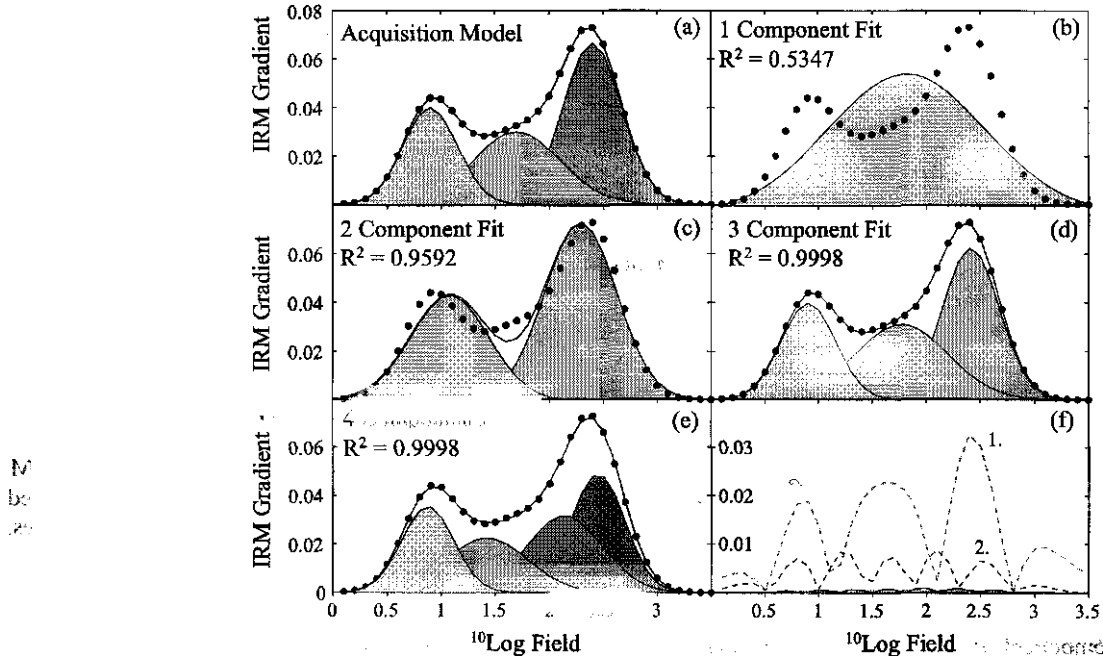 0.08
IRM Gradient
0.06
0.04
0.02
Acquisition Model
(a)
1 Component Fit
(b)
R² = 0.5347
IRM Gradient
0.06
0.04
0.02
2 Component Fit
(c)
R² = 0.9592
3 Component Fit
(d)
R² = 0.9998
IRM Gradient
0.06
0.04
0.02
0
4
(e)
R² = 0.9998
(f)
0.03
0.02
0.01
1.
2.
0.5 1 1.5 2 3
0.5 1 1.5 2 2.5 3 3.5
¹⁰Log Field
¹⁰Log Field